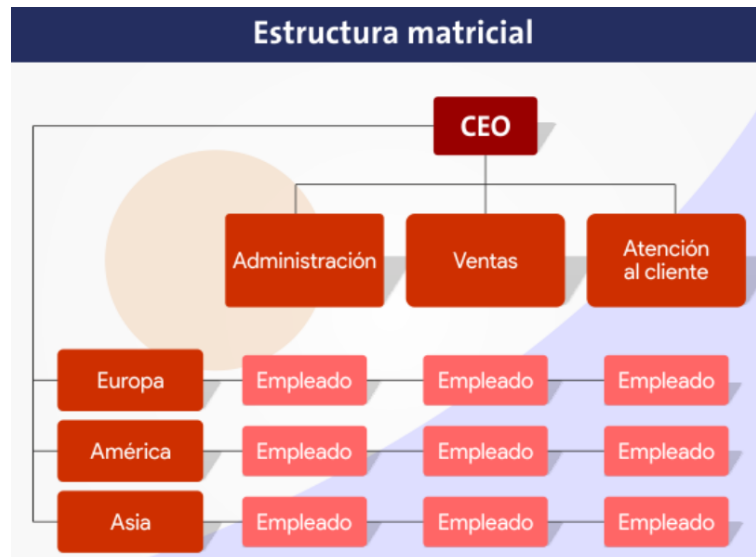 Estructura matricial
CEO
Administración
Ventas
Atención
al cliente
Europa
Empleado
Empleado
Empleado
América
Empleado
Empleado
Empleado
Asia
Empleado
Empleado
Empleado